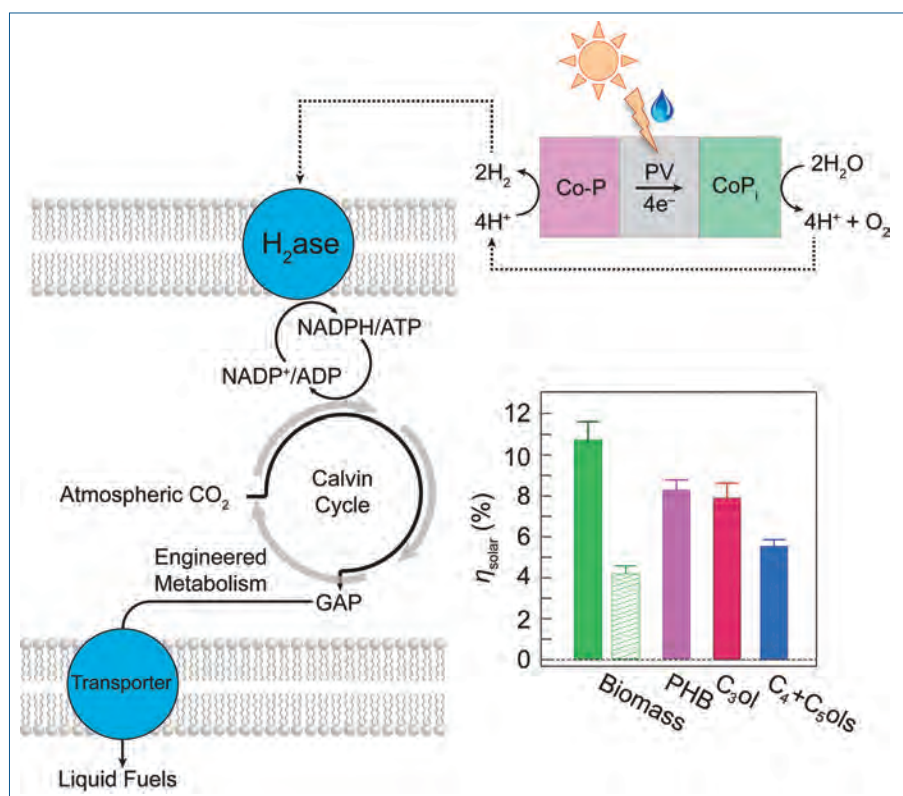 2H₂
4H⁺
Co-P
PV
4e⁻
CoPᵢ
2H₂O
4H⁺ + O₂
H₂ase
NADPH/ATP
NADP⁺/ADP
Atmospheric CO₂
Calvin
Cycle
Engineered
Metabolism
GAP
Transporter
Liquid Fuels
η solar (%)
12
10
8
6
4
2
0
Biomass
PHB
C₃ol
C₄+C₅ols